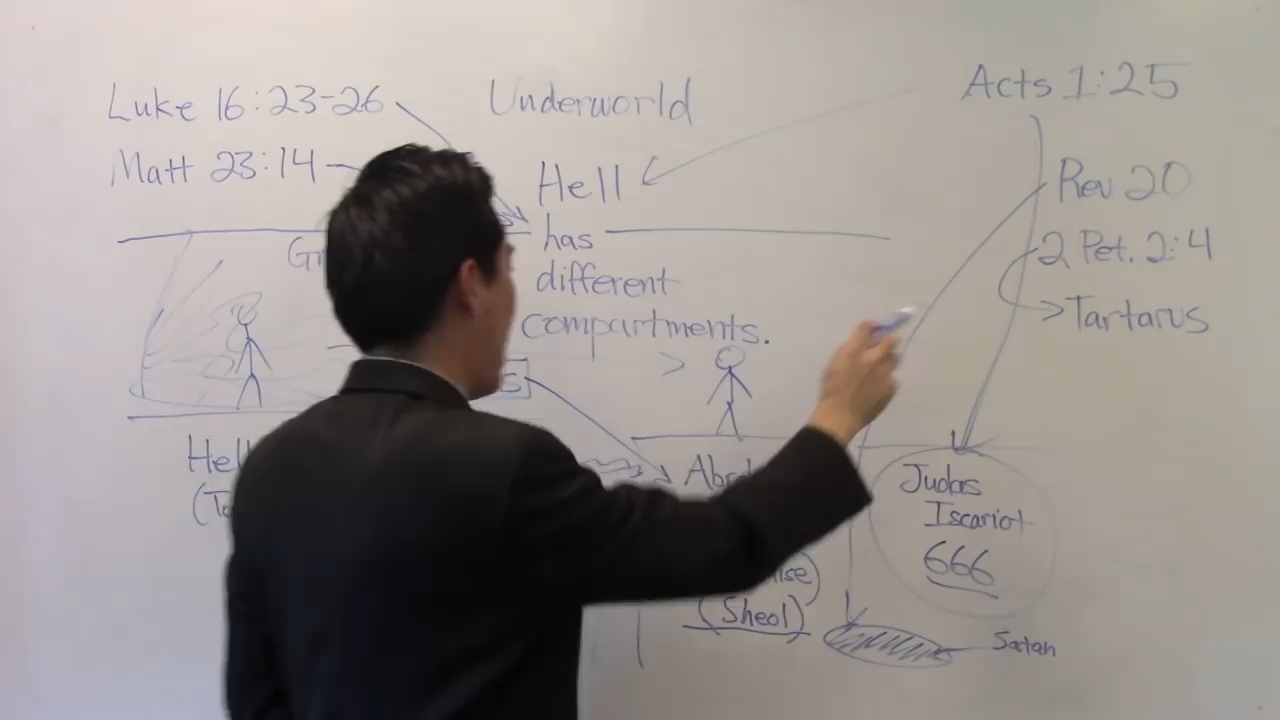 Luke 16:23-26
Matt 23:14
Underworld
Hell
has
different
compartments.
Acts 1:25
Rev 20
2 Pet. 2:4
Tartarus
Judas
Iscariot
666
(Sheol)
Satan